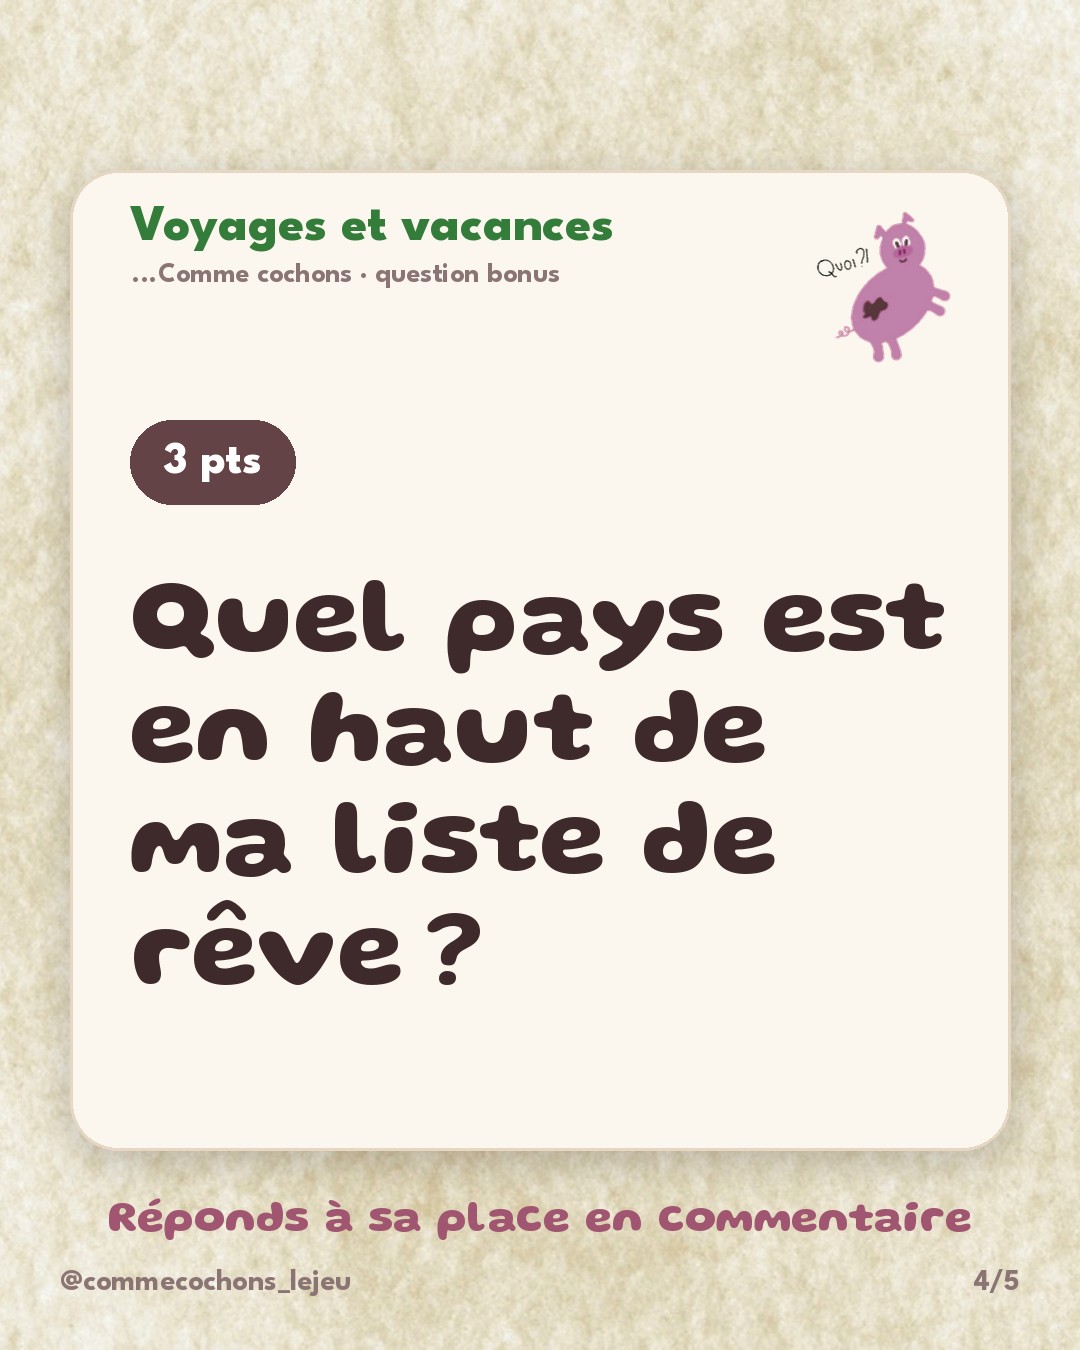 Voyages et vacances
...Comme cochons · question bonus
Quoi?!
3 pts
Quel pays est
en haut de
ma liste de
rêve ?
Réponds à sa place en commentaire
@commecochons_lejeu
4/5